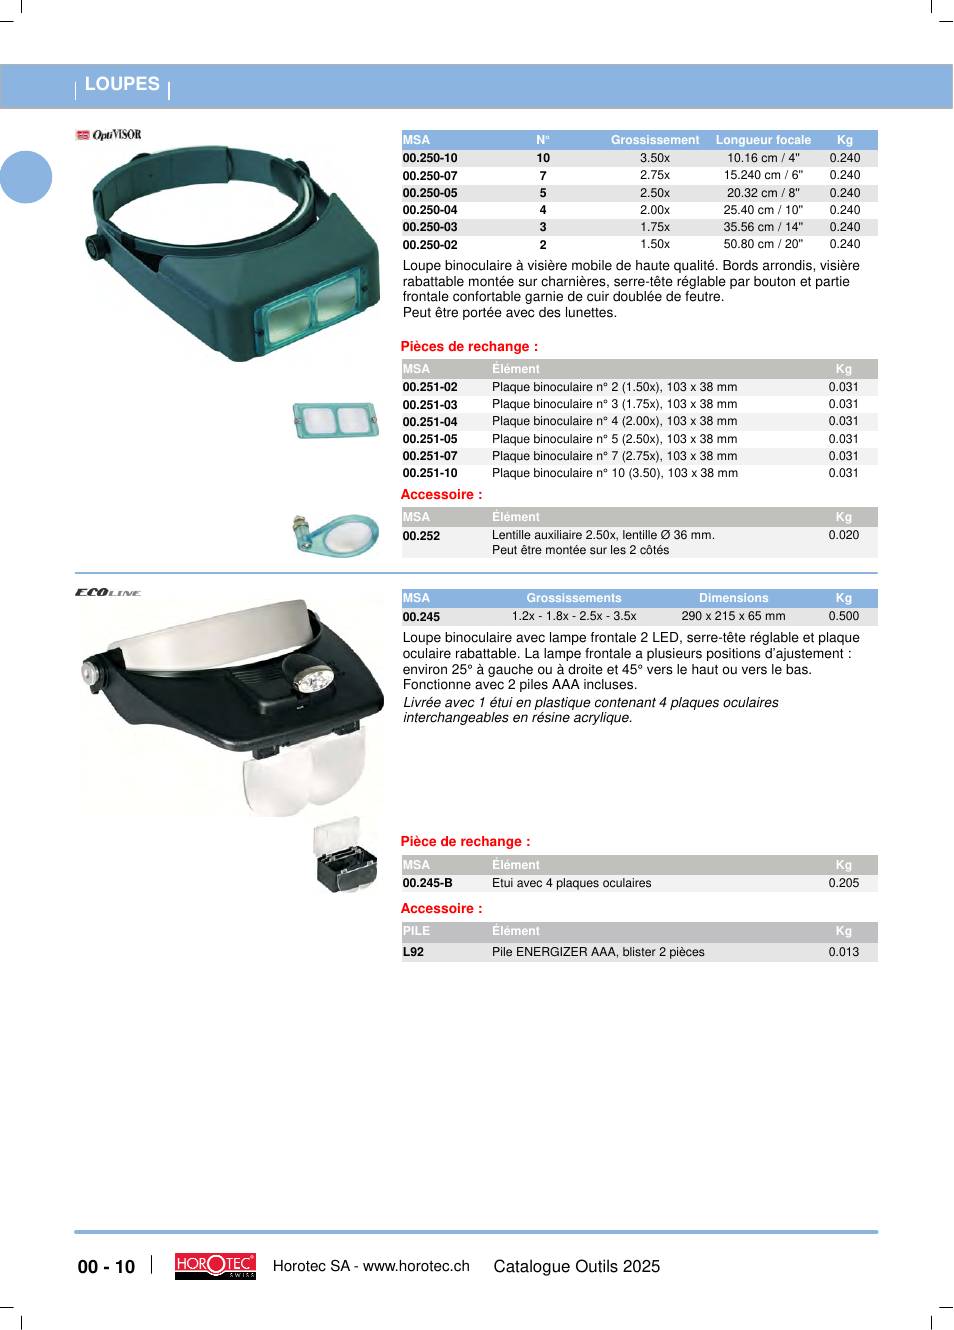 LOUPES
OptiVISOR
MSA N° Grossissement Longueur focale Kg
00.250-10 10 3.50x 10.16 cm / 4" 0.240
00.250-07 7 2.75x 15.240 cm / 6" 0.240
00.250-05 5 2.50x 20.32 cm / 8" 0.240
00.250-04 4 2.00x 25.40 cm / 10" 0.240
00.250-03 3 1.75x 35.56 cm / 14" 0.240
00.250-02 2 1.50x 50.80 cm / 20" 0.240
Loupe binoculaire à visière mobile de haute qualité. Bords arrondis, visière
rabattable montée sur charnières, serre-tête réglable par bouton et partie
frontale confortable garnie de cuir doublée de feutre.
Peut être portée avec des lunettes.
Pièces de rechange :
MSA Élément Kg
00.251-02 Plaque binoculaire n° 2 (1.50x), 103 x 38 mm 0.031
00.251-03 Plaque binoculaire n° 3 (1.75x), 103 x 38 mm 0.031
00.251-04 Plaque binoculaire n° 4 (2.00x), 103 x 38 mm 0.031
00.251-05 Plaque binoculaire n° 5 (2.50x), 103 x 38 mm 0.031
00.251-07 Plaque binoculaire n° 7 (2.75x), 103 x 38 mm 0.031
00.251-10 Plaque binoculaire n° 10 (3.50), 103 x 38 mm 0.031
Accessoire :
MSA Élément Kg
00.252 Lentille auxiliaire 2.50x, lentille Ø 36 mm. 0.020
Peut être montée sur les 2 côtés
ECOLINE
MSA Grossissements Dimensions Kg
00.245 1.2x - 1.8x - 2.5x - 3.5x 290 x 215 x 65 mm 0.500
Loupe binoculaire avec lampe frontale 2 LED, serre-tête réglable et plaque
oculaire rabattable. La lampe frontale a plusieurs positions d'ajustement :
environ 25° à gauche ou à droite et 45° vers le haut ou vers le bas.
Fonctionne avec 2 piles AAA incluses.
Livrée avec 1 étui en plastique contenant 4 plaques oculaires
interchangeables en résine acrylique.
Pièce de rechange :
MSA Élément Kg
00.245-B Etui avec 4 plaques oculaires 0.205
Accessoire :
PILE Élément Kg
L92 Pile ENERGIZER AAA, blister 2 pièces 0.013
00 - 10 HOROTEC SWISS Horotec SA - www.horotec.ch Catalogue Outils 2025